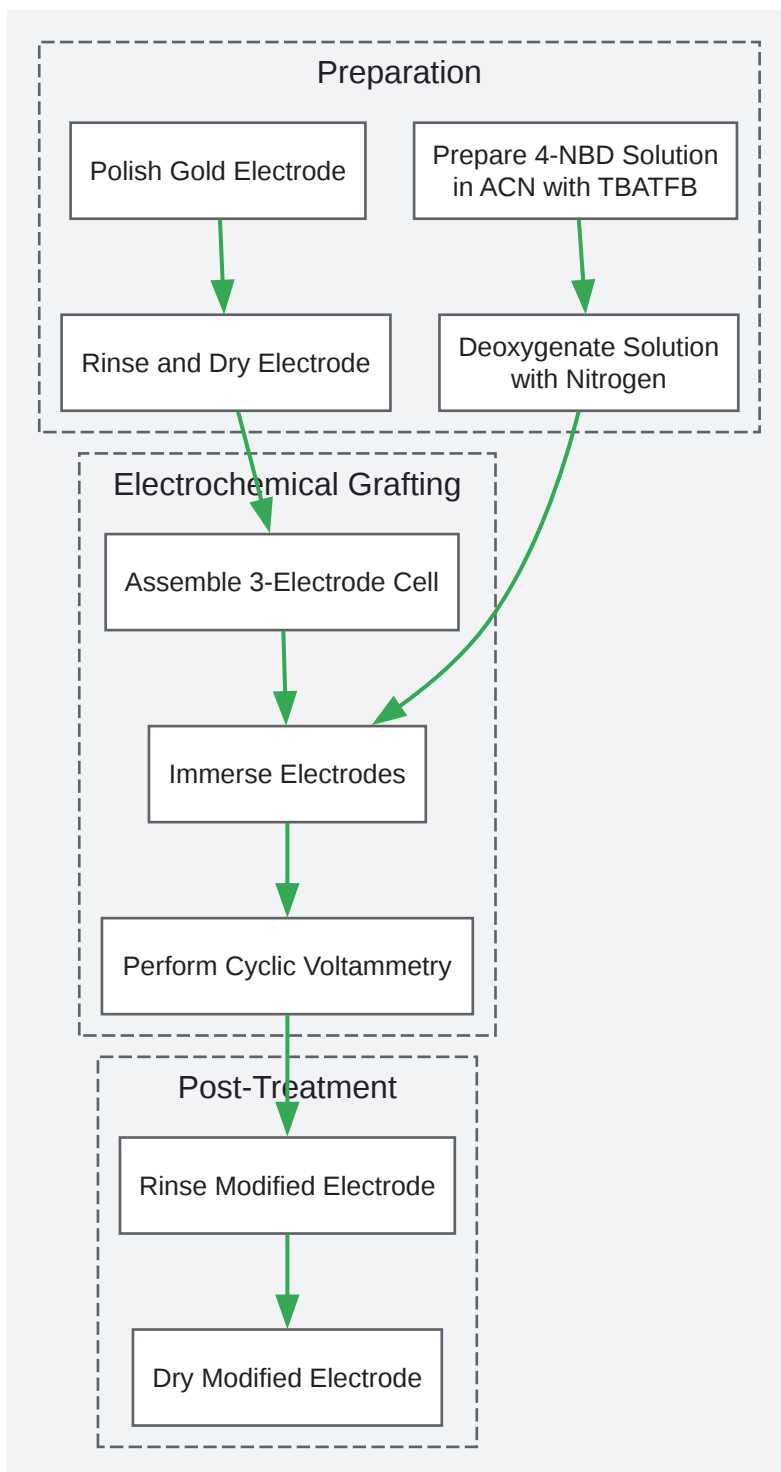 Preparation
Polish Gold Electrode
Prepare 4-NBD Solution
in ACN with TBATFB
Rinse and Dry Electrode
Deoxygenate Solution
with Nitrogen
Electrochemical Grafting
Assemble 3-Electrode Cell
Immerse Electrodes
Perform Cyclic Voltammetry
Post-Treatment
Rinse Modified Electrode
Dry Modified Electrode